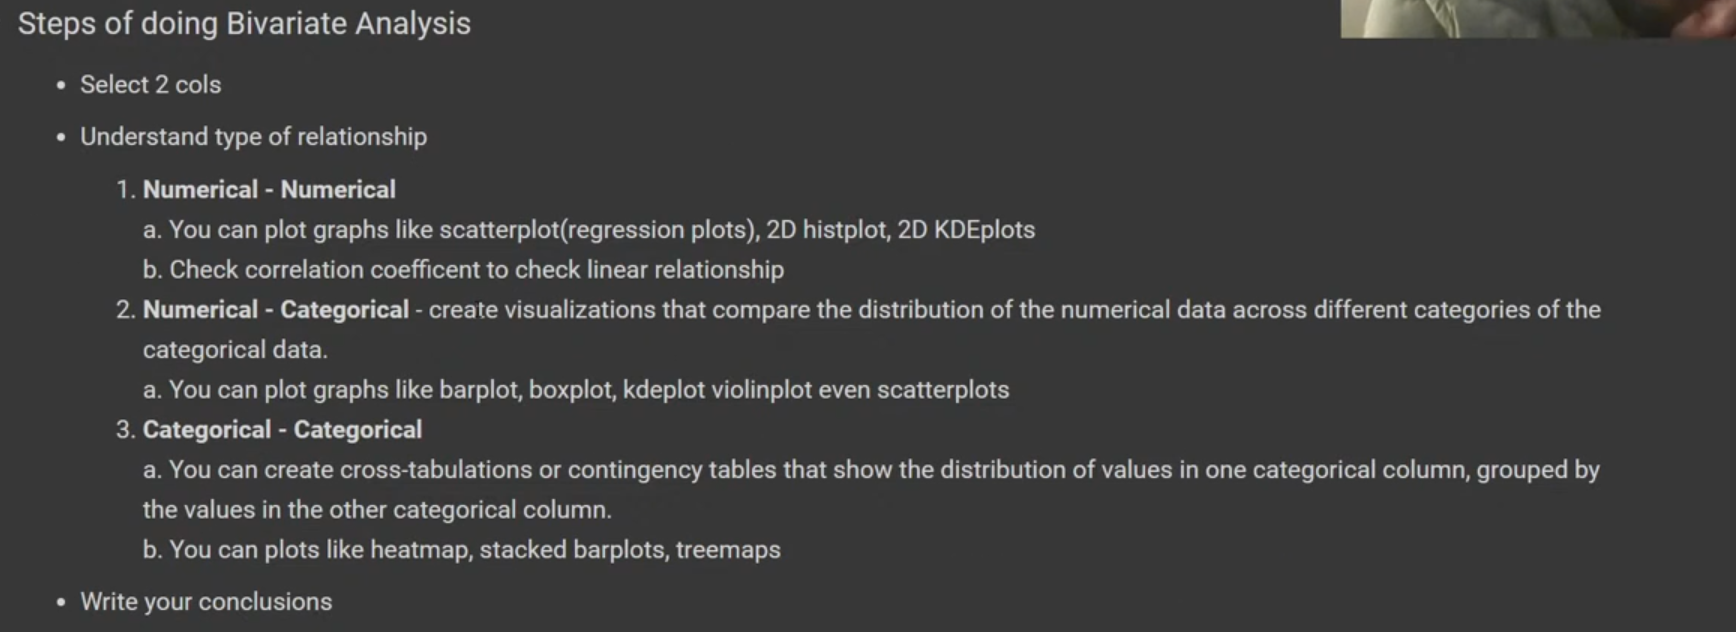 Steps of doing Bivariate Analysis
• Select 2 cols
• Understand type of relationship
1. Numerical - Numerical
a. You can plot graphs like scatterplot(regression plots), 2D histplot, 2D KDEplots
b. Check correlation coefficent to check linear relationship
2. Numerical - Categorical - create visualizations that compare the distribution of the numerical data across different categories of the
categorical data.
a. You can plot graphs like barplot, boxplot, kdeplot violinplot even scatterplots
3. Categorical - Categorical
a. You can create cross-tabulations or contingency tables that show the distribution of values in one categorical column, grouped by
the values in the other categorical column.
b. You can plots like heatmap, stacked barplots, treemaps
• Write your conclusions